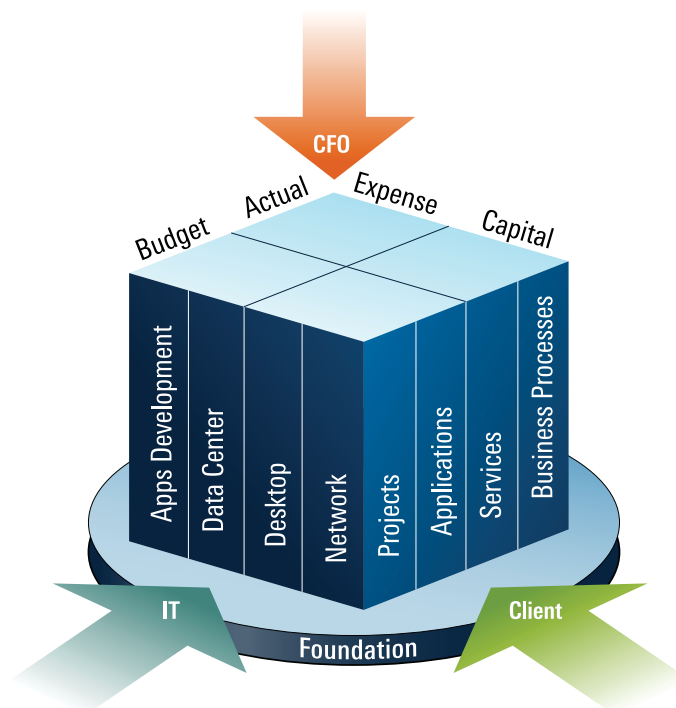 CFO
Budget
Actual
Expense
Capital
Apps Development
Data Center
Desktop
Network
Projects
Applications
Services
Business Processes
IT
Client
Foundation